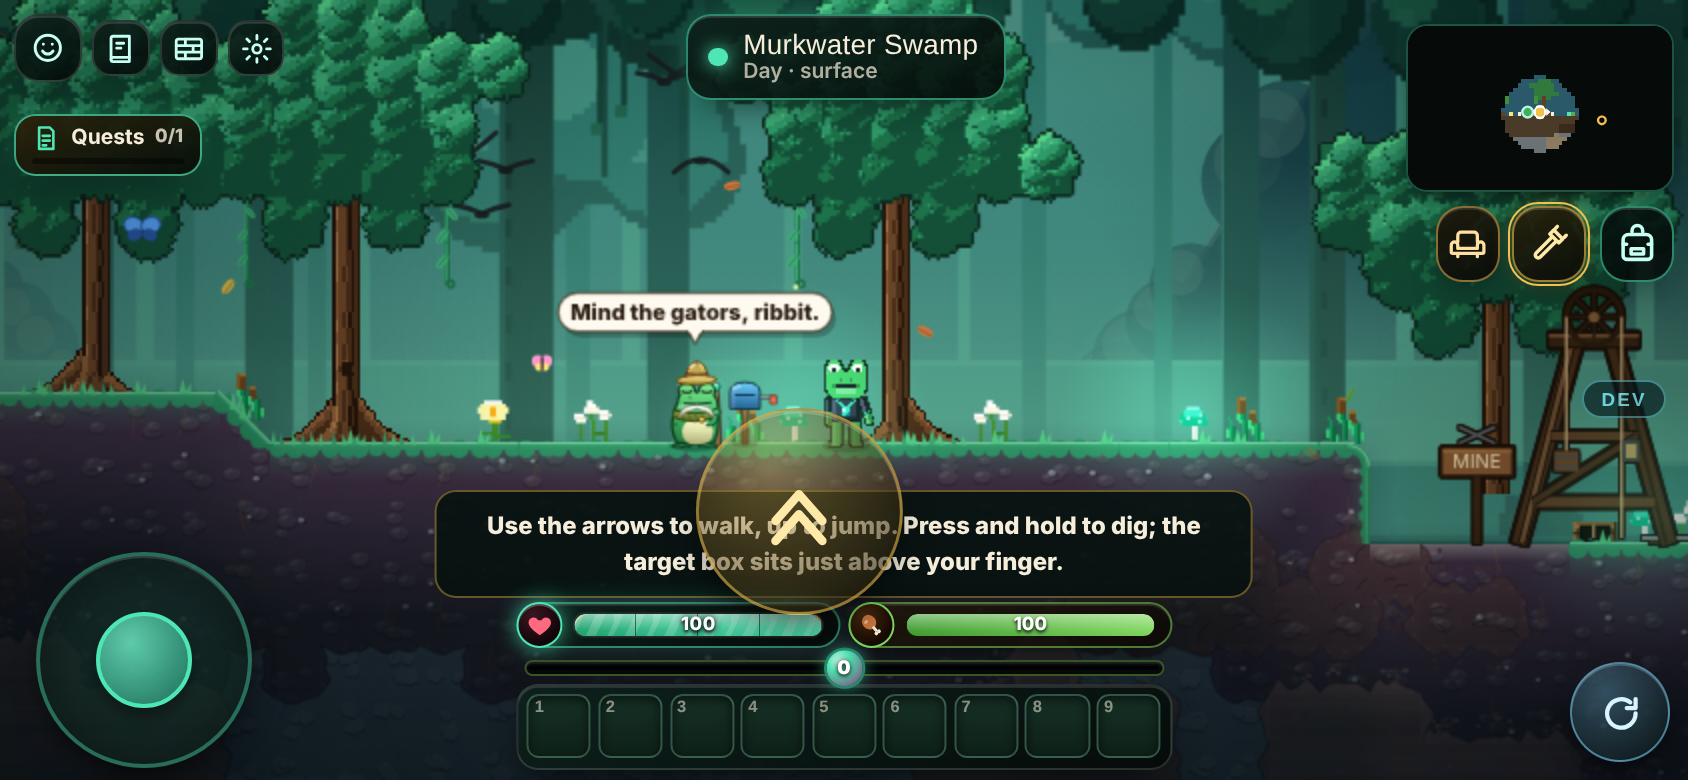 Murkwater Swamp
Day · surface
Quests 0/1
Mind the gators, ribbit.
DEV
MINE
Use the arrows to walk, up to jump. Press and hold to dig; the
target box sits just above your finger.
100
100
0
1 2 3 4 5 6 7 8 9